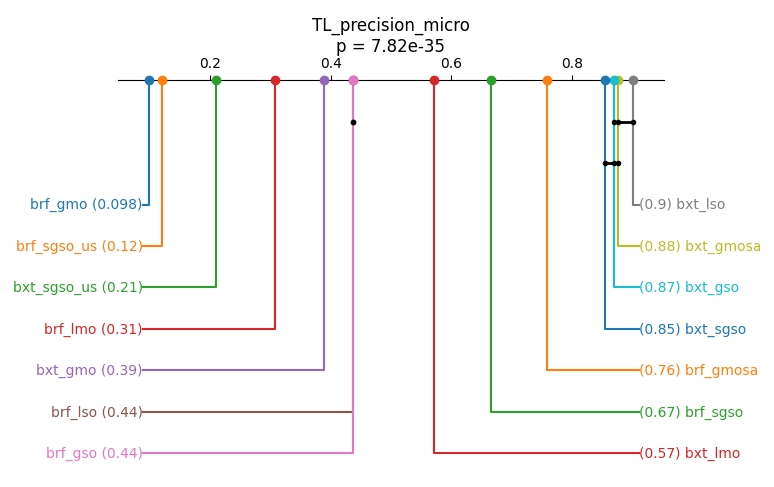 TL_precision_micro
p = 7.82e-35
0.2 0.4 0.6 0.8
brf_gmo (0.098) (0.9) bxt_lso
brf_sgso_us (0.12) (0.88) bxt_gmosa
bxt_sgso_us (0.21) (0.87) bxt_gso
brf_lmo (0.31) (0.85) bxt_sgso
bxt_gmo (0.39) (0.76) brf_gmosa
brf_lso (0.44) (0.67) brf_sgso
brf_gso (0.44) (0.57) bxt_lmo